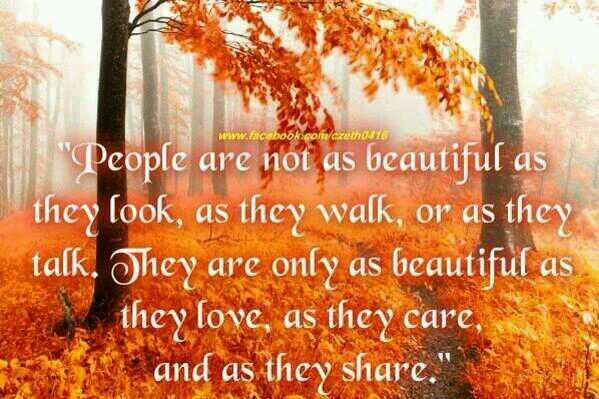 www.facebook.com/czeth0416
"People are not as beautiful as
they look, as they walk, or as they
talk. They are only as beautiful as
they love, as they care,
and as they share."